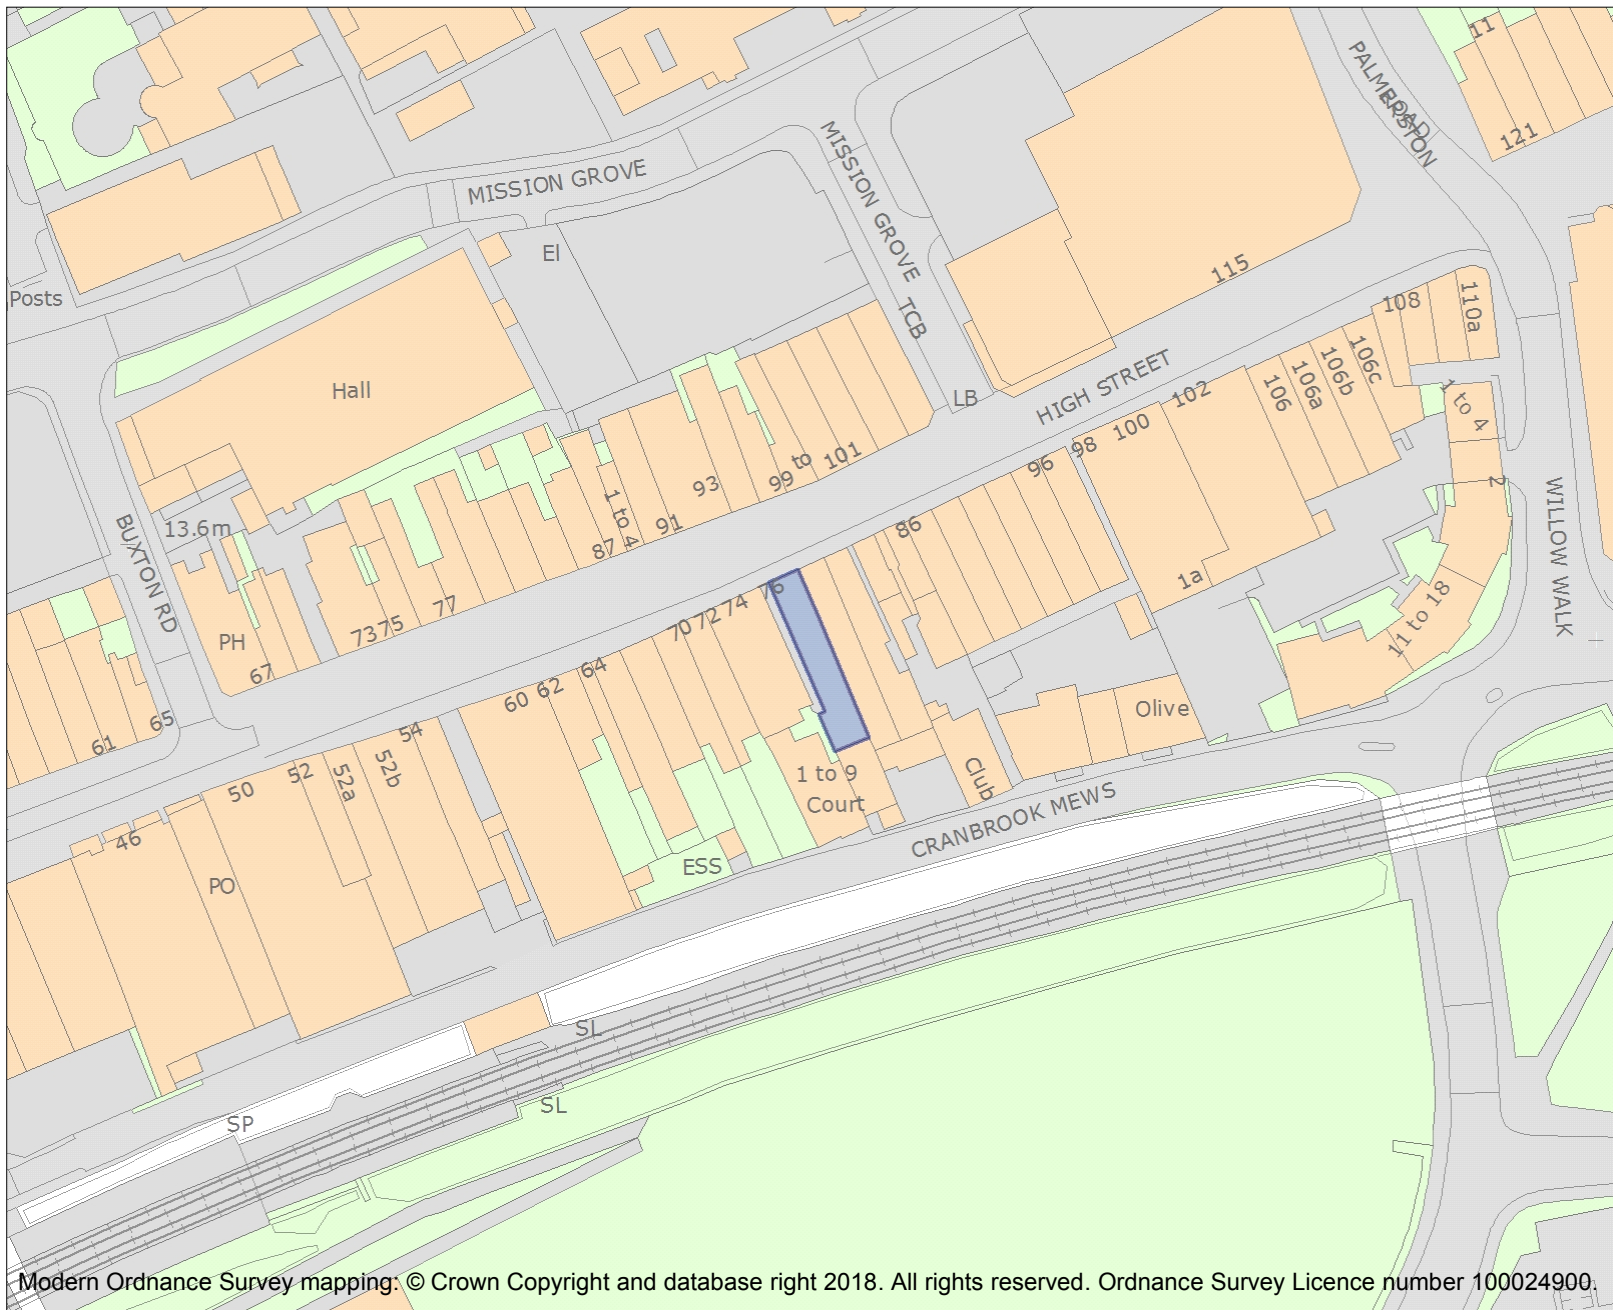 11
PALMERSTON
ROAD
121
MISSION GROVE
MISSION GROVE
El
Posts
115
TCB
108
110a
Hall
LB
HIGH STREET
106c
106b
106a
106
102
100
98
96
1 to 4
2
99 to 101
93
91
1 to 4
87
86
13.6m
BUXTON RD
WILLOW WALK
77
75
73
PH
67
76
74
72
70
64
62
60
1a
11 to 18
65
61
54
52b
52a
52
50
46
Olive
Club
1 to 9
Court
CRANBROOK MEWS
ESS
PO
SL
SL
SP
Modern Ordnance Survey mapping: © Crown Copyright and database right 2018. All rights reserved. Ordnance Survey Licence number 100024900.